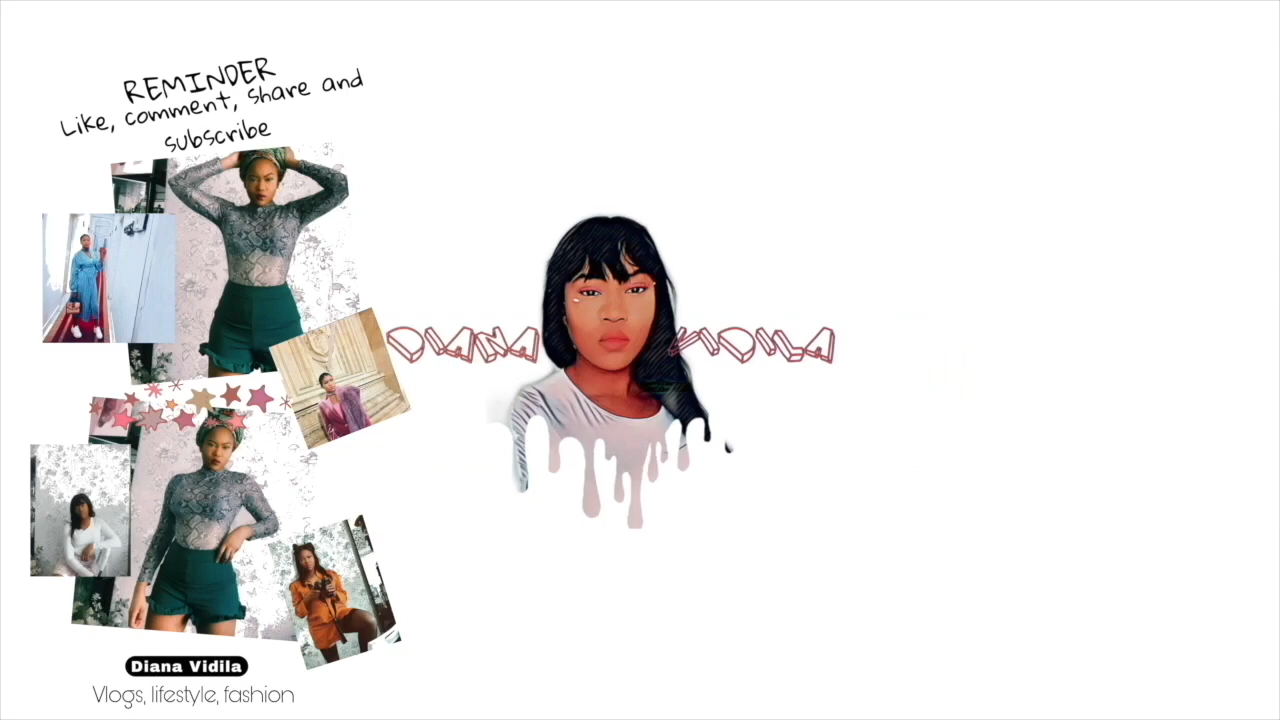 REMINDER
Like, comment, share and
subscribe
DIANA VIDILA
Diana Vidila
Vlogs, lifestyle, fashion